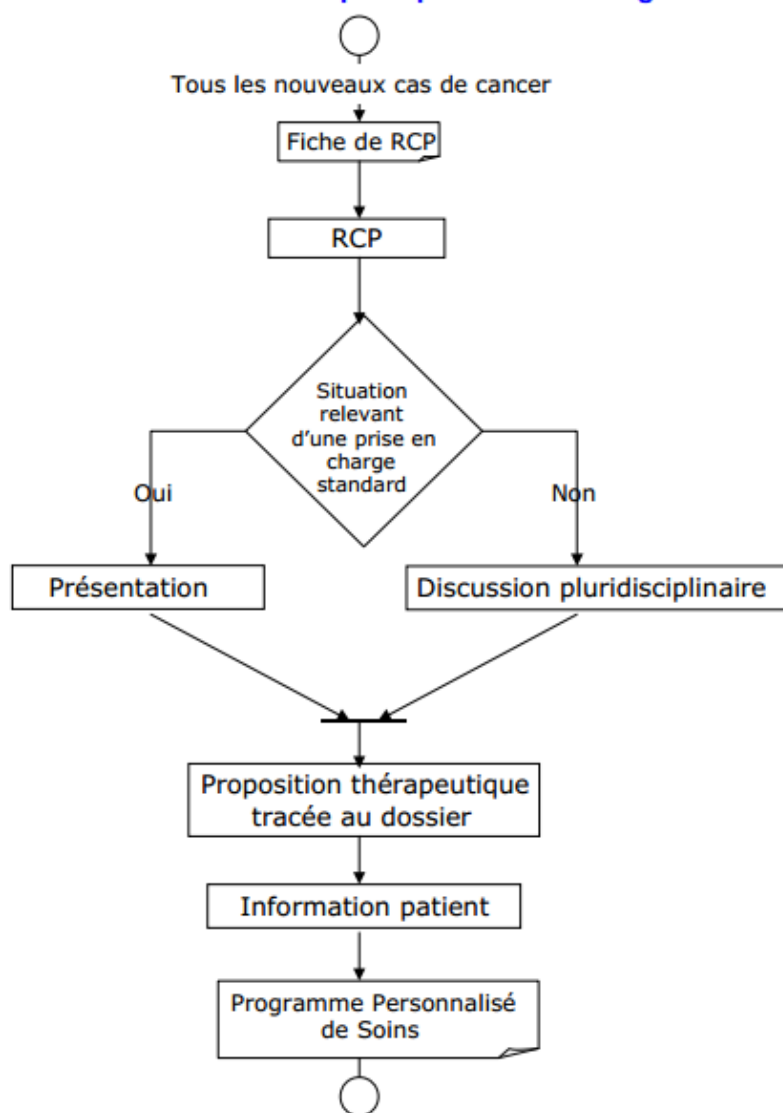 Tous les nouveaux cas de cancer
Fiche de RCP
RCP
Situation
relevant
d'une prise en
charge
standard
Oui
Non
Présentation
Discussion pluridisciplinaire
Proposition thérapeutique
tracée au dossier
Information patient
Programme Personnalisé
de Soins